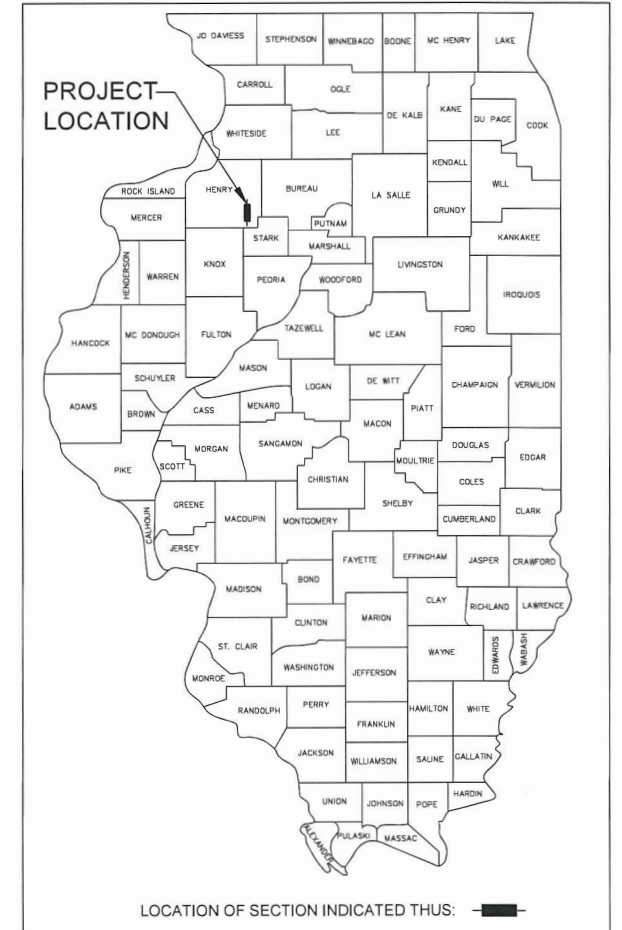 JO DAVIESS
STEPHENSON
WINNEBAGO
BOONE
MC HENRY
LAKE
CARROLL
OGLE
DE KALB
KANE
DU PAGE
COOK
PROJECT
LOCATION
WHITESIDE
LEE
KENDALL
WILL
ROCK ISLAND
HENRY
BUREAU
LA SALLE
GRUNDY
MERCER
PUTNAM
STARK
MARSHALL
KANKAKEE
HENDERSON
WARREN
KNOX
PEORIA
WOODFORD
LIVINGSTON
IROQUOIS
HANCOCK
MC DONOUGH
FULTON
TAZEWELL
MC LEAN
FORD
MASON
SCHUYLER
LOGAN
DE WITT
CHAMPAIGN
VERMILION
ADAMS
BROWN
CASS
MENARD
MACON
PIATT
MORGAN
SANGAMON
DOUGLAS
EDGAR
PIKE
SCOTT
CHRISTIAN
MOULTRIE
COLES
GREENE
SHELBY
CLARK
CALHOUN
MACOUPIN
MONTGOMERY
CUMBERLAND
JERSEY
FAYETTE
EFFINGHAM
JASPER
CRAWFORD
MADISON
BOND
CLAY
RICHLAND
LAWRENCE
CLINTON
MARION
ST. CLAIR
WAYNE
EDWARDS
WABASH
WASHINGTON
JEFFERSON
MONROE
RANDOLPH
PERRY
HAMILTON
WHITE
FRANKLIN
JACKSON
WILLIAMSON
SALINE
GALLATIN
UNION
JOHNSON
POPE
HARDIN
ALEXANDER
PULASKI
MASSAC
LOCATION OF SECTION INDICATED THUS: